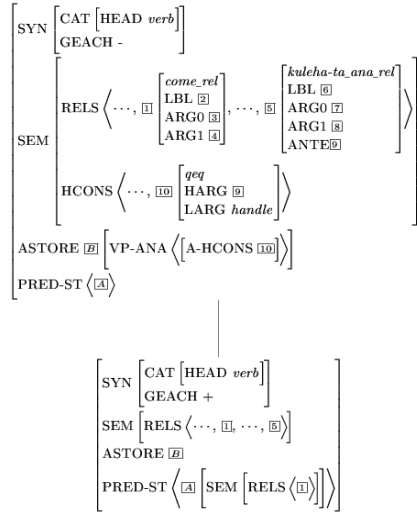 SYN [CAT [HEAD verb]
GEACH -]
SEM [RELS ⟨⋯, [1] [come_rel
LBL [2]
ARG0 [3]
ARG1 [4]], ⋯, [5] [kuleha-ta_ana_rel
LBL [6]
ARG0 [7]
ARG1 [8]
ANTE[9]]⟩
HCONS ⟨⋯, [10] [qeq
HARG [9]
LARG handle]⟩]
ASTORE [B] [VP-ANA ⟨[A-HCONS [10]]⟩]
PRED-ST ⟨[A]⟩
SYN [CAT [HEAD verb]
GEACH +]
SEM [RELS ⟨⋯, [1], ⋯, [5]⟩]
ASTORE [B]
PRED-ST ⟨[A] [SEM [RELS ⟨[1]⟩]]⟩